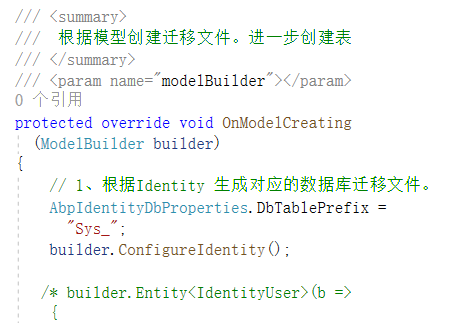 /// <summary>
/// 根据模型创建迁移文件。进一步创建表
/// </summary>
/// <param name="modelBuilder"></param>
0 个引用
protected override void OnModelCreating
(ModelBuilder builder)
{
// 1、根据Identity 生成对应的数据库迁移文件。
AbpIdentityDbProperties.DbTablePrefix =
"Sys_";
builder.ConfigureIdentity();
/* builder.Entity<IdentityUser>(b =>
{